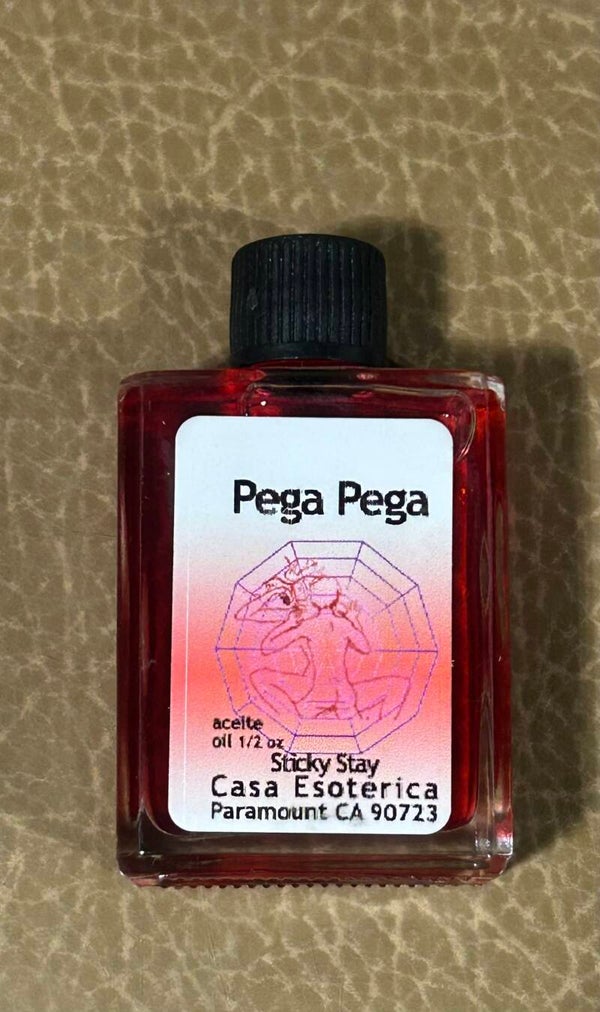 Pega Pega
aceite
oil 1/2 oz
Sticky Stay
Casa Esoterica
Paramount CA 90723